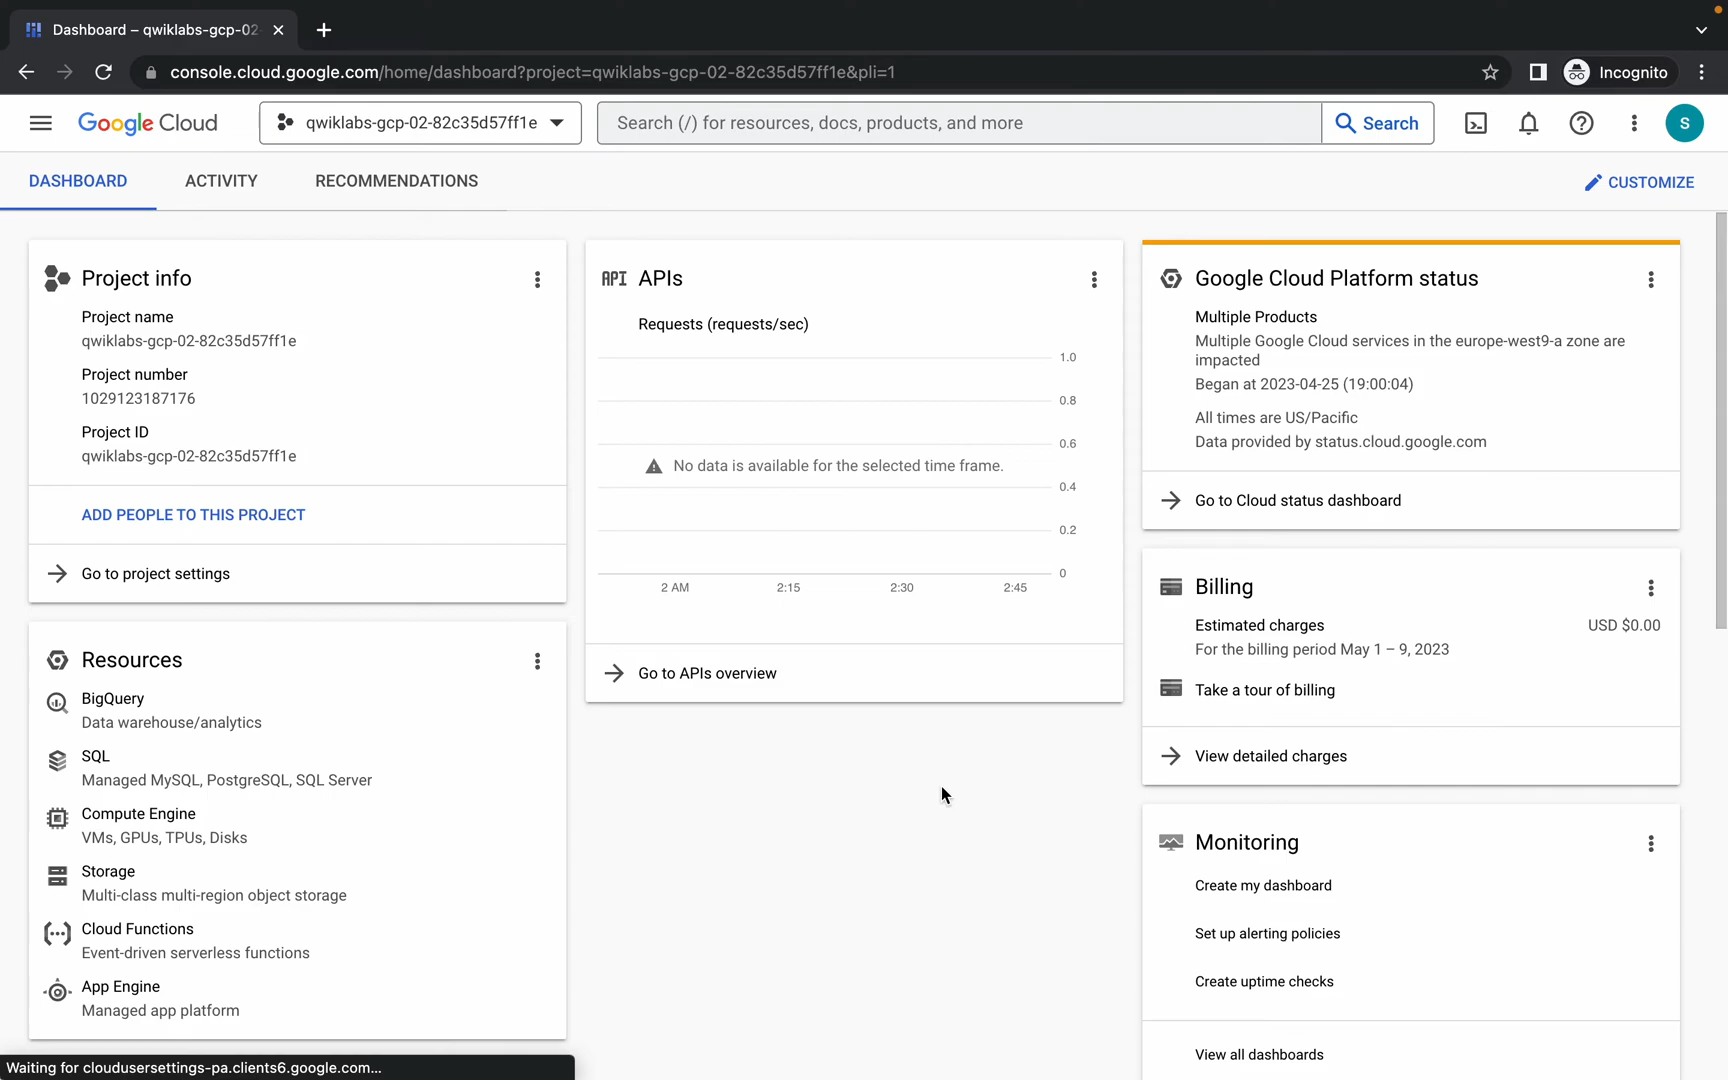 Dashboard – qwiklabs-gcp-02-
console.cloud.google.com/home/dashboard?project=qwiklabs-gcp-02-82c35d57ff1e&pli=1
Incognito
Google Cloud
qwiklabs-gcp-02-82c35d57ff1e
Search (/) for resources, docs, products, and more
Search
S
DASHBOARD
ACTIVITY
RECOMMENDATIONS
CUSTOMIZE
Project info
Project name
qwiklabs-gcp-02-82c35d57ff1e
Project number
1029123187176
Project ID
qwiklabs-gcp-02-82c35d57ff1e
ADD PEOPLE TO THIS PROJECT
Go to project settings
Resources
BigQuery
Data warehouse/analytics
SQL
Managed MySQL, PostgreSQL, SQL Server
Compute Engine
VMs, GPUs, TPUs, Disks
Storage
Multi-class multi-region object storage
Cloud Functions
Event-driven serverless functions
App Engine
Managed app platform
API APIs
Requests (requests/sec)
1.0
0.8
0.6
No data is available for the selected time frame.
0.4
0.2
0
2 AM
2:15
2:30
2:45
Go to APIs overview
Google Cloud Platform status
Multiple Products
Multiple Google Cloud services in the europe-west9-a zone are
impacted
Began at 2023-04-25 (19:00:04)
All times are US/Pacific
Data provided by status.cloud.google.com
Go to Cloud status dashboard
Billing
Estimated charges
USD $0.00
For the billing period May 1 – 9, 2023
Take a tour of billing
View detailed charges
Monitoring
Create my dashboard
Set up alerting policies
Create uptime checks
View all dashboards
Waiting for cloudusersettings-pa.clients6.google.com...